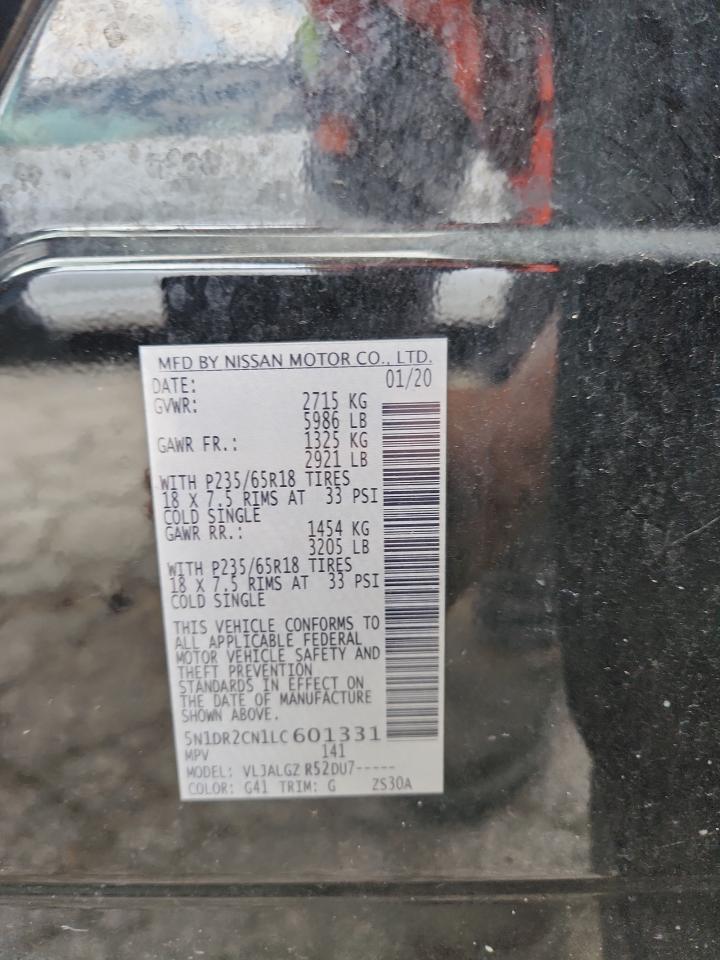 MFD BY NISSAN MOTOR CO., LTD.
DATE: 01/20
GVWR: 2715 KG
5986 LB
GAWR FR.: 1325 KG
2921 LB
WITH P235/65R18 TIRES
18 X 7.5 RIMS AT 33 PSI
COLD SINGLE
GAWR RR.: 1454 KG
3205 LB
WITH P235/65R18 TIRES
18 X 7.5 RIMS AT 33 PSI
COLD SINGLE
THIS VEHICLE CONFORMS TO
ALL APPLICABLE FEDERAL
MOTOR VEHICLE SAFETY AND
THEFT PREVENTION
STANDARDS IN EFFECT ON
THE DATE OF MANUFACTURE
SHOWN ABOVE.
5N1DR2CN1LC601331
MPV 141
MODEL: VLJALGZ R52DU7-----
COLOR: G41 TRIM: G ZS30A